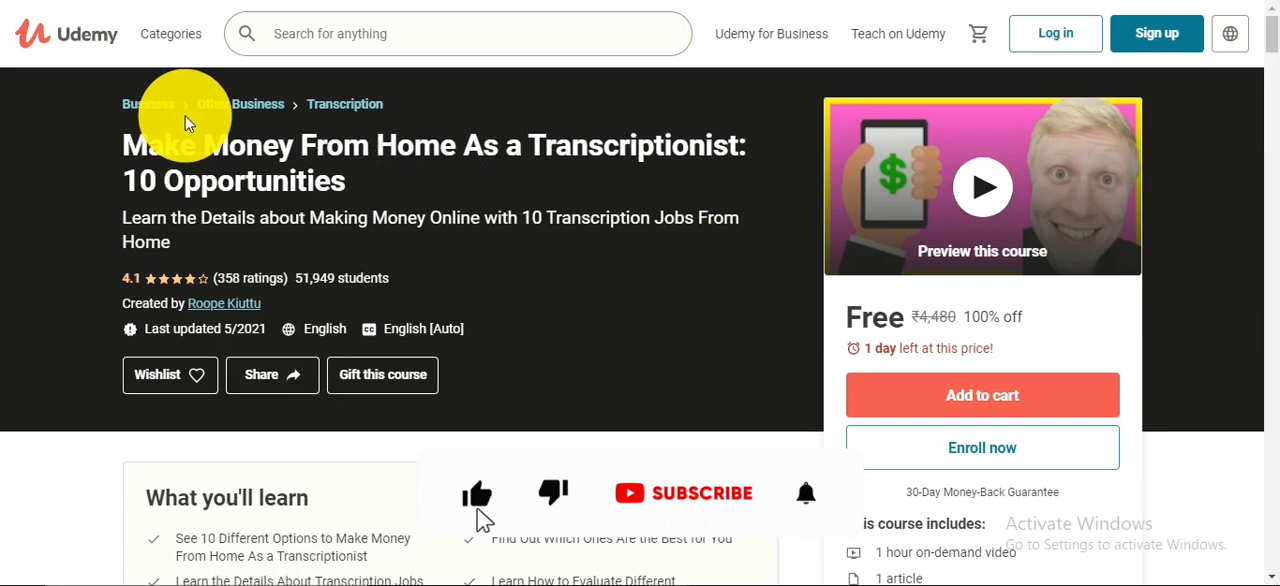 Udemy
Categories
Search for anything
Udemy for Business
Teach on Udemy
Log in
Sign up
Business > Other Business > Transcription
Make Money From Home As a Transcriptionist:
10 Opportunities
Learn the Details about Making Money Online with 10 Transcription Jobs From
Home
4.1 (358 ratings) 51,949 students
Created by Roope Kiuttu
Last updated 5/2021 English English [Auto]
Wishlist
Share
Gift this course
$
Preview this course
Free ₹4,480 100% off
1 day left at this price!
Add to cart
Enroll now
30-Day Money-Back Guarantee
is course includes:
1 hour on-demand video
1 article
What you'll learn
See 10 Different Options to Make Money
From Home As a Transcriptionist
Learn the Details About Transcription Jobs
Find Out Which Ones Are the Best for You
Learn How to Evaluate Different
SUBSCRIBE
Activate Windows
Go to Settings to activate Windows.